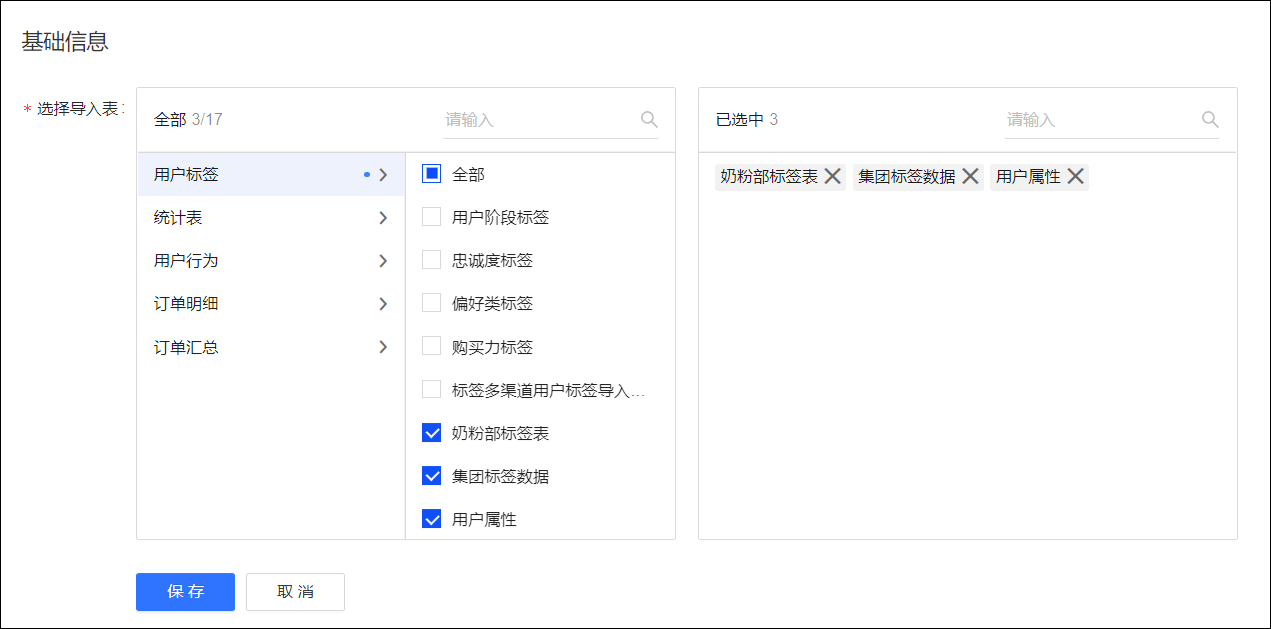 基础信息
* 选择导入表:
全部 3/17
请输入
用户标签
统计表
用户行为
订单明细
订单汇总
全部
用户阶段标签
忠诚度标签
偏好类标签
购买力标签
标签多渠道用户标签导入...
奶粉部标签表
集团标签数据
用户属性
已选中 3
请输入
奶粉部标签表 集团标签数据 用户属性
保存 取消